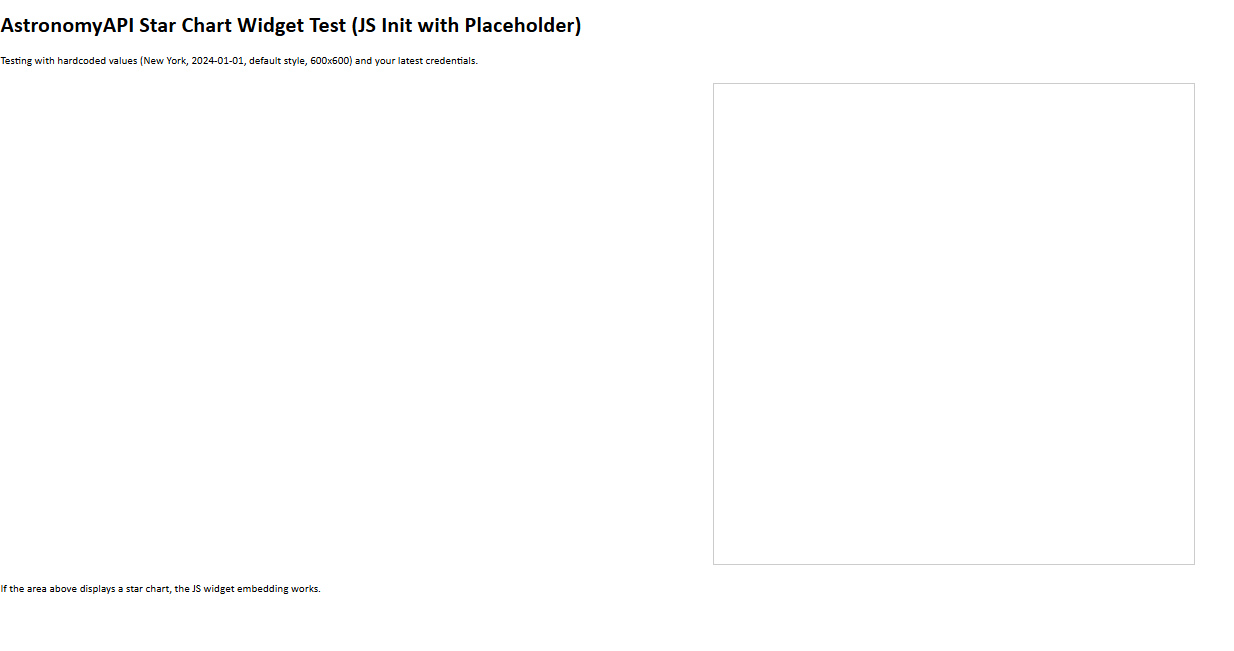 AstronomyAPI Star Chart Widget Test (JS Init with Placeholder)
Testing with hardcoded values (New York, 2024-01-01, default style, 600x600) and your latest credentials.
If the area above displays a star chart, the JS widget embedding works.